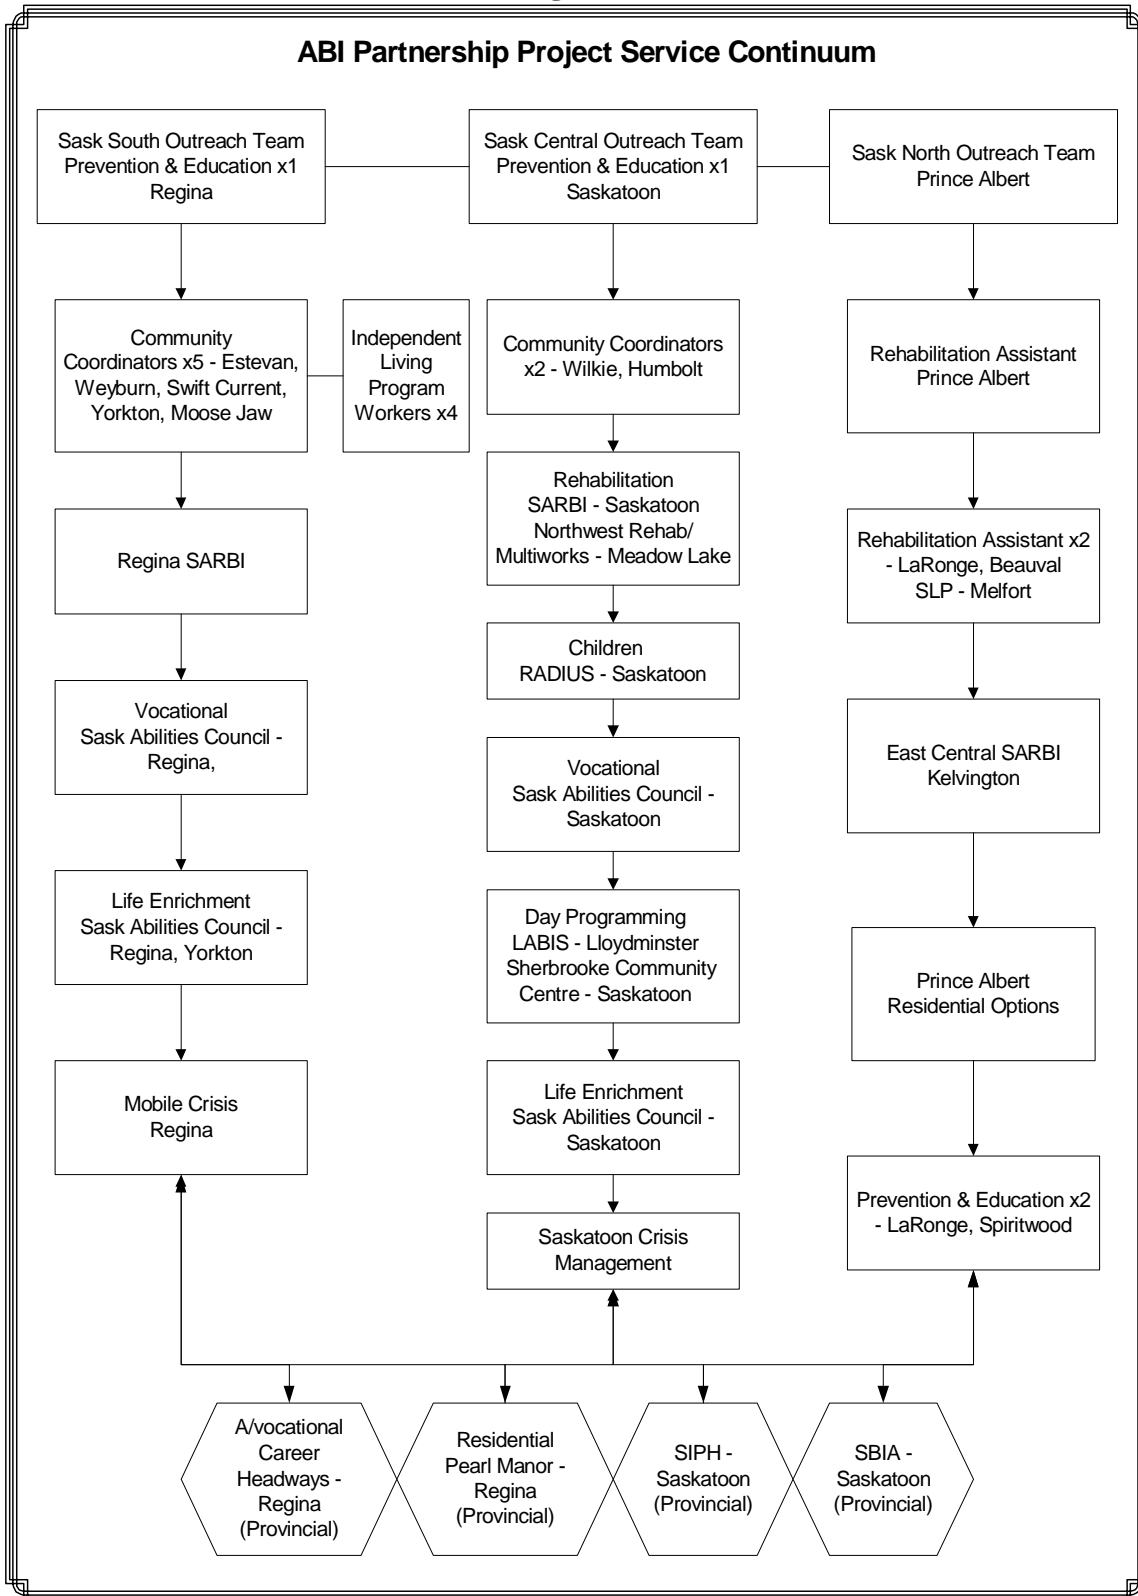 ABI Partnership Project Service Continuum
Sask South Outreach Team
Prevention & Education x1
Regina
Sask Central Outreach Team
Prevention & Education x1
Saskatoon
Sask North Outreach Team
Prince Albert
Community
Coordinators x5 - Estevan,
Weyburn, Swift Current,
Yorkton, Moose Jaw
Independent
Living
Program
Workers x4
Community Coordinators
x2 - Wilkie, Humbolt
Rehabilitation Assistant
Prince Albert
Regina SARBI
Rehabilitation
SARBI - Saskatoon
Northwest Rehab/
Multiworks - Meadow Lake
Rehabilitation Assistant x2
- LaRonge, Beauval
SLP - Melfort
Children
RADIUS - Saskatoon
Vocational
Sask Abilities Council -
Regina,
Vocational
Sask Abilities Council -
Saskatoon
East Central SARBI
Kelvington
Life Enrichment
Sask Abilities Council -
Regina, Yorkton
Day Programming
LABIS - Lloydminster
Sherbrooke Community
Centre - Saskatoon
Prince Albert
Residential Options
Mobile Crisis
Regina
Life Enrichment
Sask Abilities Council -
Saskatoon
Prevention & Education x2
- LaRonge, Spiritwood
Saskatoon Crisis
Management
A/vocational
Career
Headways -
Regina
(Provincial)
Residential
Pearl Manor -
Regina
(Provincial)
SIPH -
Saskatoon
(Provincial)
SBIA -
Saskatoon
(Provincial)